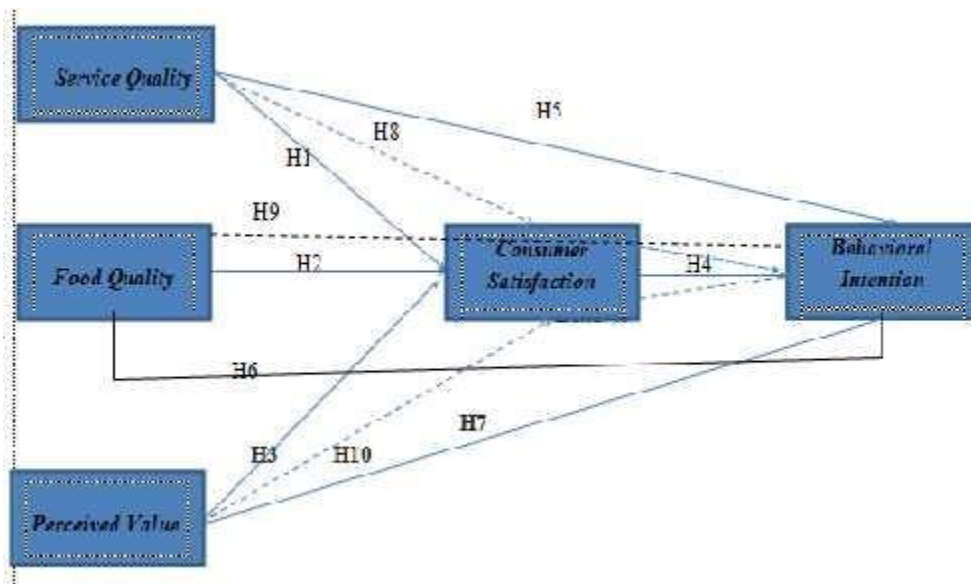 Service Quality
H5
H8
H1
H9
Food Quality
H2
Consumer
Satisfaction
H4
Behavioral
Intention
H6
H7
H3
H10
Perceived Value